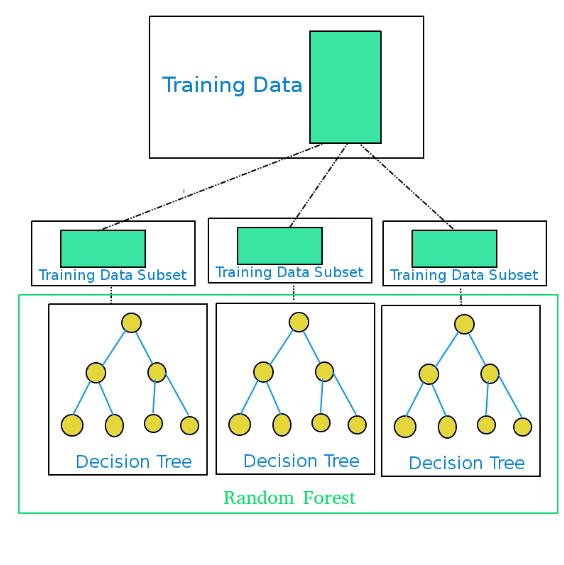 Training Data
Training Data Subset
Training Data Subset
Training Data Subset
Decision Tree
Decision Tree
Decision Tree
Random Forest